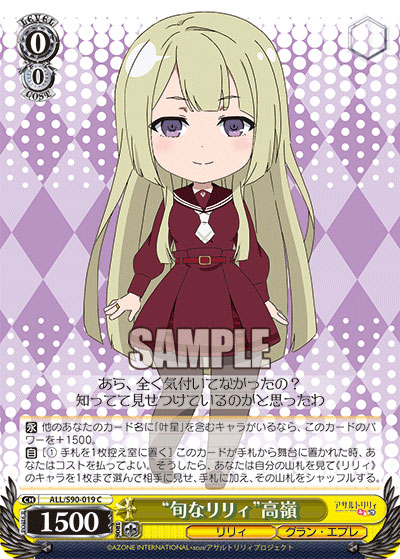 LEVEL
0
0
COST
SAMPLE
あら、全く気付いてなかったの？
知ってて見せつけているのかと思ったわ
永 他のあなたのカード名に「叶星」を含むキャラがいるなら、このカードのパ
ワーを＋1500。
自 [⑴ 手札を1枚控え室に置く] このカードが手札から舞台に置かれた時、あ
なたはコストを払ってよい。そうしたら、あなたは自分の山札を見て《リリィ》
のキャラを1枚まで選んで相手に見せ、手札に加え、その山札をシャッフルする。
CH ALL/S90-019 C
POWER
1500
“旬なリリィ”高嶺
アサルトリリィ
リリィ
グラン・エプレ
©AZONE INTERNATIONAL・acus/アサルトリリィプロジェクト